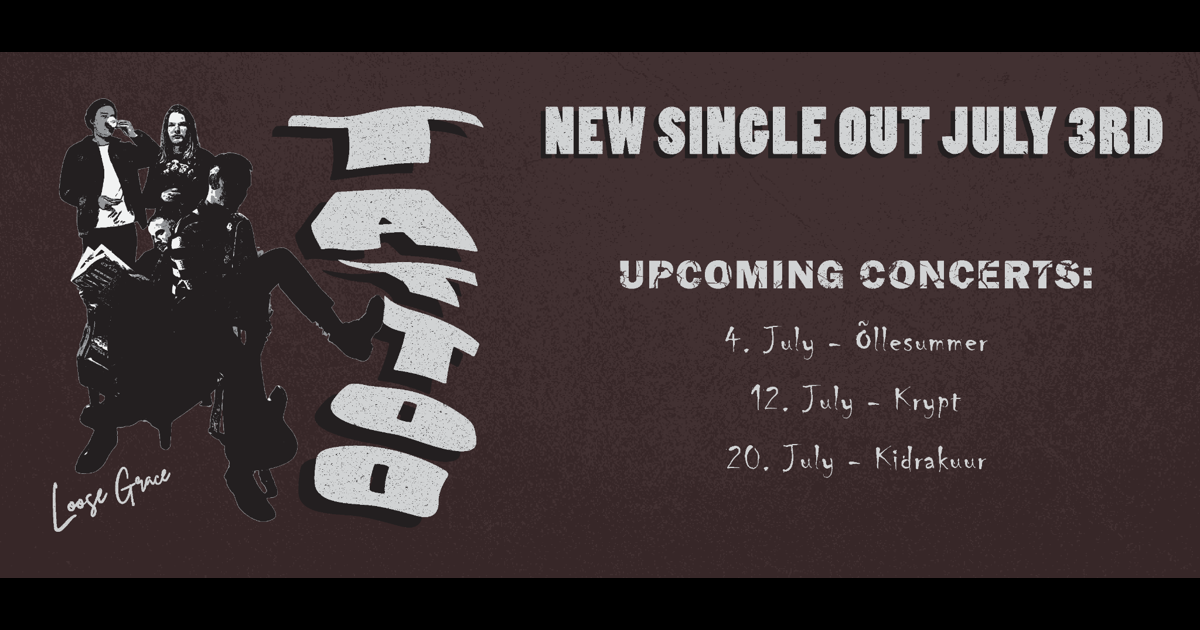 TATTOO
Loose Grace
NEW SINGLE OUT JULY 3RD
UPCOMING CONCERTS:
4. July - Õllesummer
12. July - Krypt
20. July - Kidrakuur